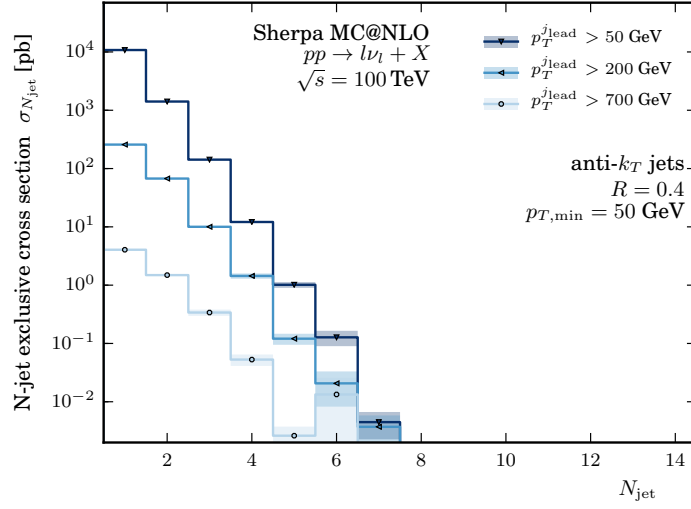 Sherpa MC@NLO
pp → lν_l + X
√s = 100 TeV
p_T^{j_lead} > 50 GeV
p_T^{j_lead} > 200 GeV
p_T^{j_lead} > 700 GeV
anti-k_T jets
R = 0.4
p_{T,min} = 50 GeV
N-jet exclusive cross section σ_{N_jet} [pb]
10^4
10^3
10^2
10^1
10^0
10^{−1}
10^{−2}
2 4 6 8 10 12 14
N_jet